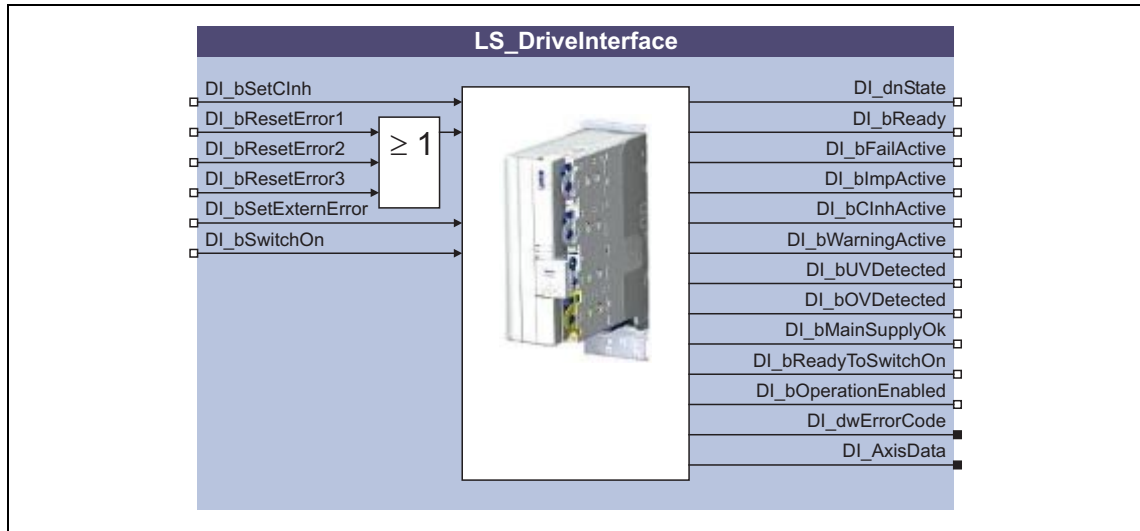 LS_DriveInterface
DI_bSetCInh
DI_bResetError1
DI_bResetError2
DI_bResetError3
DI_bSetExternError
DI_bSwitchOn
≥ 1
DI_dnState
DI_bReady
DI_bFailActive
DI_bImpActive
DI_bCInhActive
DI_bWarningActive
DI_bUVDetected
DI_bOVDetected
DI_bMainSupplyOk
DI_bReadyToSwitchOn
DI_bOperationEnabled
DI_dwErrorCode
DI_AxisData